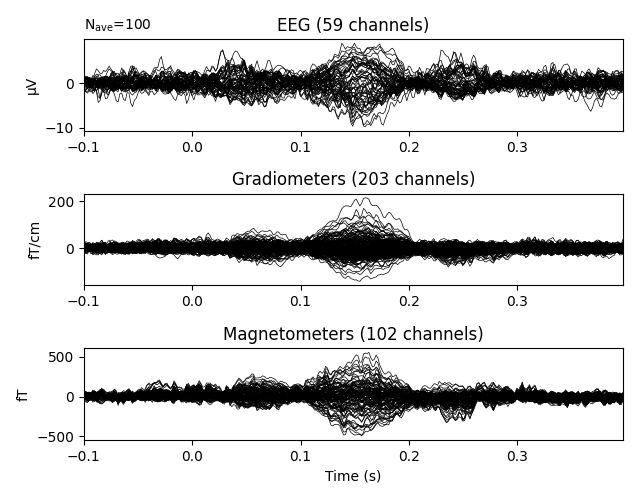 N_ave=100
EEG (59 channels)
0
−10
µV
−0.1 0.0 0.1 0.2 0.3
Gradiometers (203 channels)
200
0
fT/cm
−0.1 0.0 0.1 0.2 0.3
Magnetometers (102 channels)
500
0
−500
fT
−0.1 0.0 0.1 0.2 0.3
Time (s)